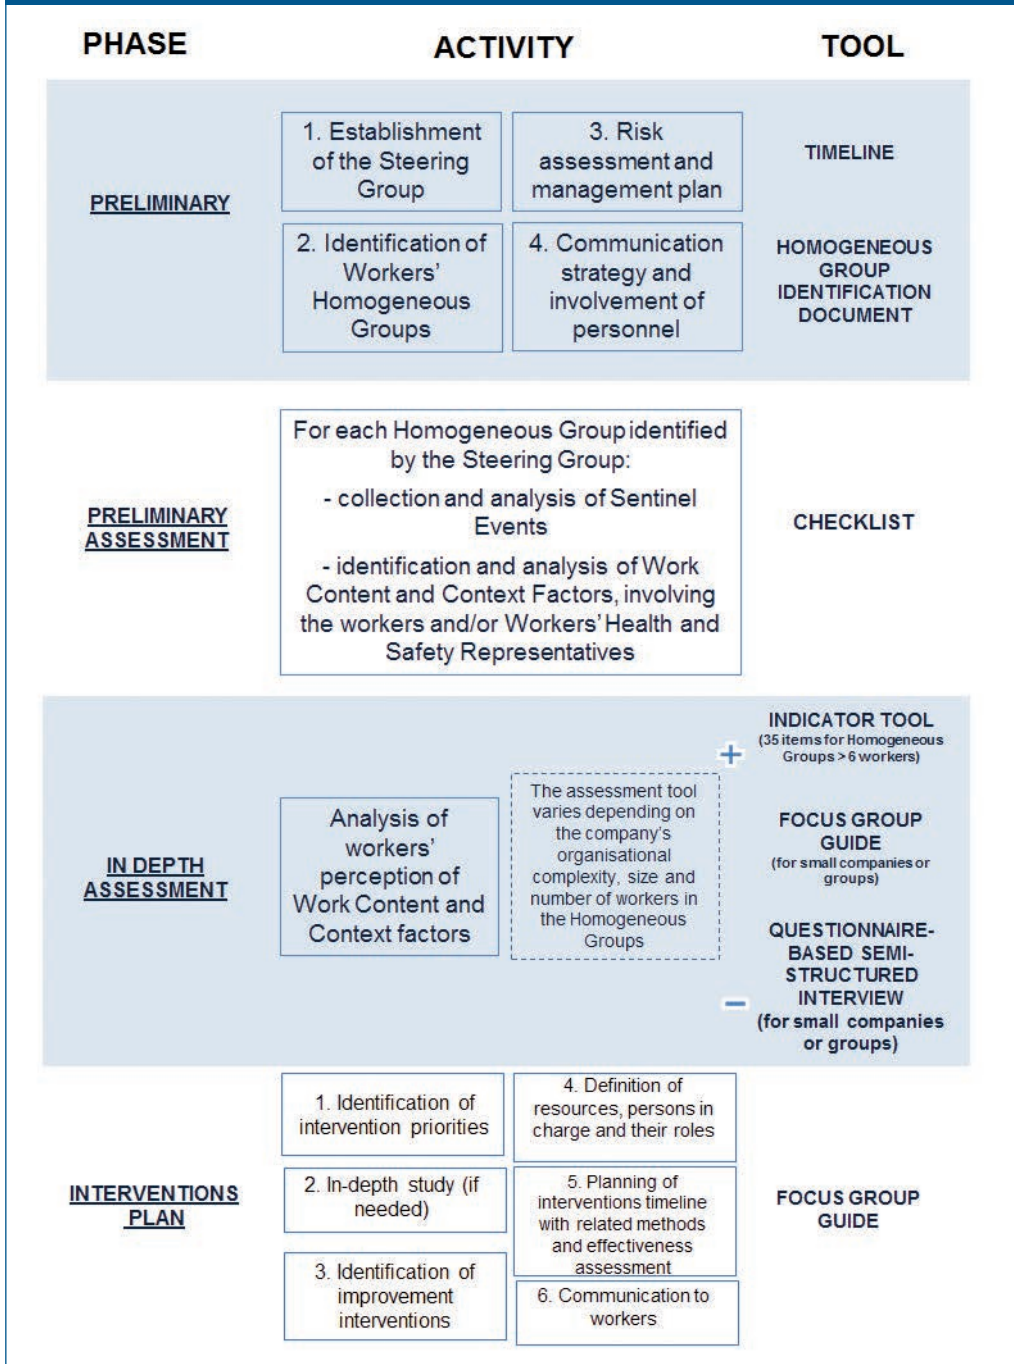 PHASE
ACTIVITY
TOOL
PRELIMINARY
1. Establishment
of the Steering
Group
3. Risk
assessment and
management plan
2. Identification of
Workers'
Homogeneous
Groups
4. Communication
strategy and
involvement of
personnel
TIMELINE
HOMOGENEOUS
GROUP
IDENTIFICATION
DOCUMENT
PRELIMINARY
ASSESSMENT
For each Homogeneous Group identified
by the Steering Group:
- collection and analysis of Sentinel
Events
- identification and analysis of Work
Content and Context Factors, involving
the workers and/or Workers' Health and
Safety Representatives
CHECKLIST
IN DEPTH
ASSESSMENT
Analysis of
workers'
perception of
Work Content and
Context factors
The assessment tool
varies depending on
the company's
organisational
complexity, size and
number of workers in
the Homogeneous
Groups
+
INDICATOR TOOL
(35 items for Homogeneous
Groups > 6 workers)
FOCUS GROUP
GUIDE
(for small companies or
groups)
QUESTIONNAIRE-
BASED SEMI-
STRUCTURED
INTERVIEW
(for small companies
or groups)
−
INTERVENTIONS
PLAN
1. Identification of
intervention priorities
2. In-depth study (if
needed)
3. Identification of
improvement
interventions
4. Definition of
resources, persons in
charge and their roles
5. Planning of
interventions timeline
with related methods
and effectiveness
assessment
6. Communication to
workers
FOCUS GROUP
GUIDE